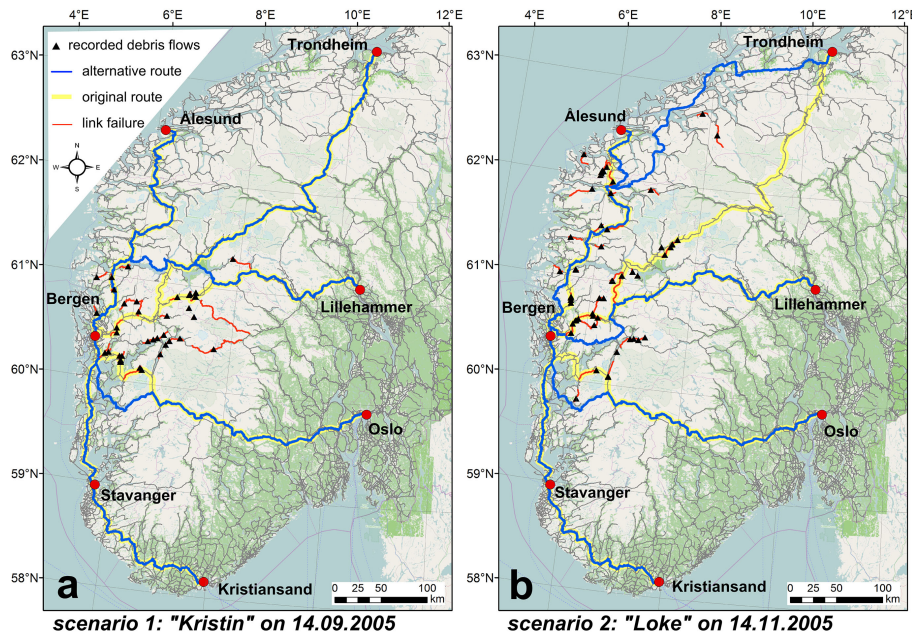 4°E 6°E 8°E 10°E 12°E
4°E 6°E 8°E 10°E 12°E
63°N
62°N
61°N
60°N
59°N
58°N
recorded debris flows
alternative route
original route
link failure
N
W E
S
Trondheim
Ålesund
Bergen
Lillehammer
Oslo
Stavanger
Kristiansand
a
0 25 50 100
km
scenario 1: "Kristin" on 14.09.2005
63°N
62°N
61°N
60°N
59°N
58°N
Trondheim
Ålesund
Bergen
Lillehammer
Oslo
Stavanger
Kristiansand
b
0 25 50 100
km
scenario 2: "Loke" on 14.11.2005